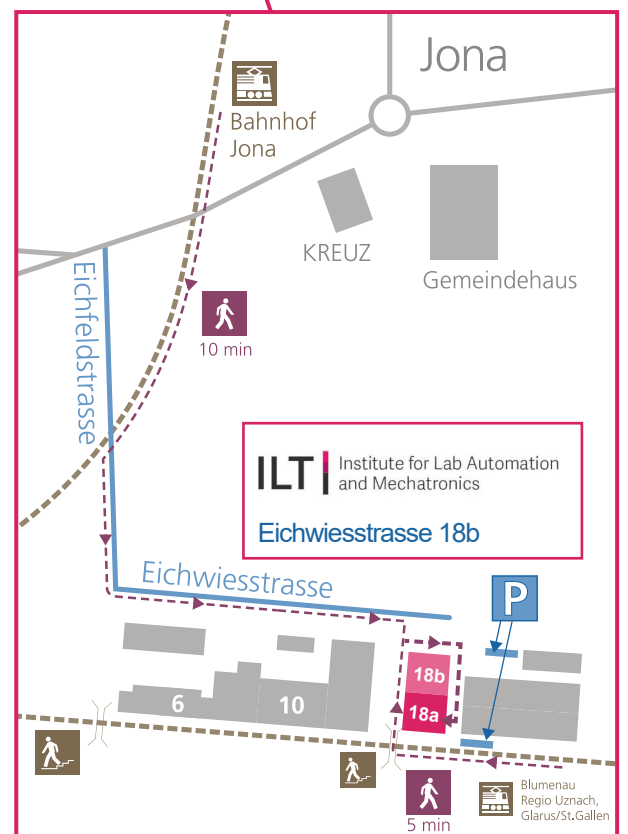 Jona
Bahnhof
Jona
KREUZ
Gemeindehaus
Eichfeldstrasse
10 min
ILT
Institute for Lab Automation
and Mechatronics
Eichwiesstrasse 18b
Eichwiesstrasse
P
18b
18a
6
10
Blumenau
Regio Uznach,
Glarus/St.Gallen
5 min